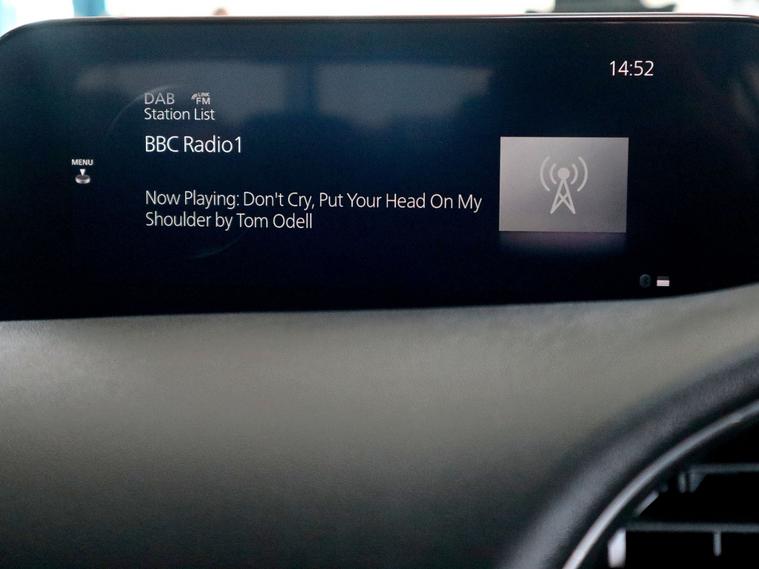 14:52
DAB LINK FM
Station List
BBC Radio1
MENU
Now Playing: Don't Cry, Put Your Head On My
Shoulder by Tom Odell